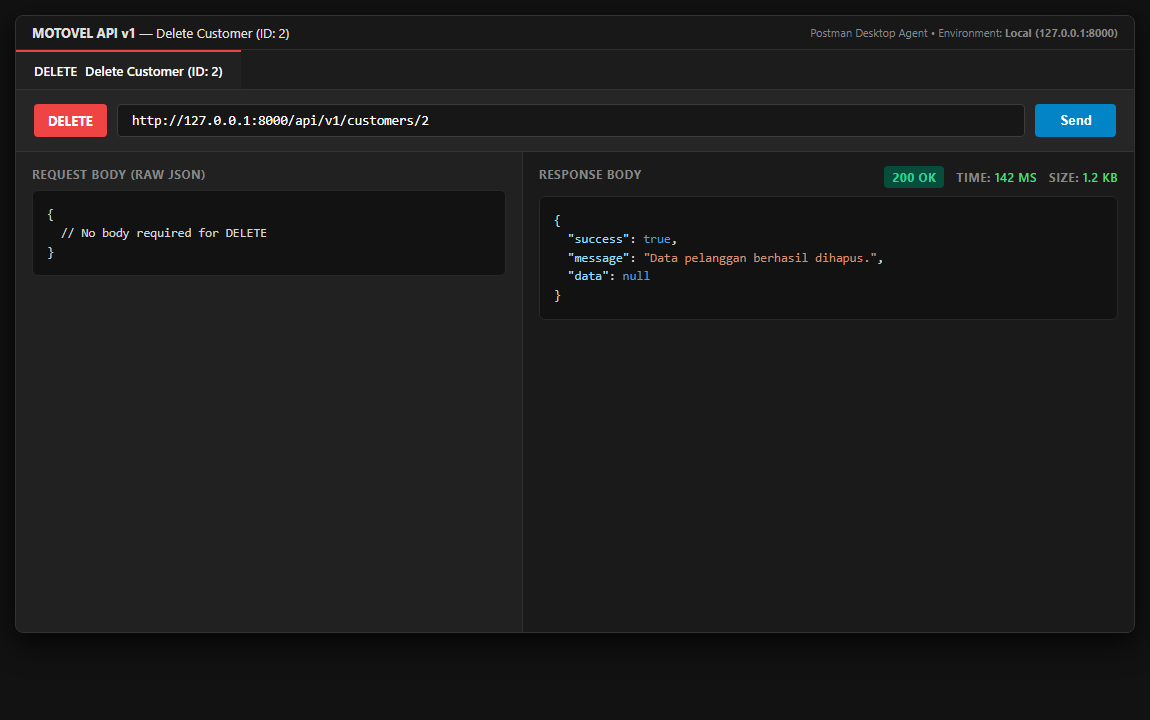 MOTOVEL API v1 — Delete Customer (ID: 2)
Postman Desktop Agent • Environment: Local (127.0.0.1:8000)
DELETE Delete Customer (ID: 2)
DELETE
http://127.0.0.1:8000/api/v1/customers/2
Send
REQUEST BODY (RAW JSON)
{
  // No body required for DELETE
}
RESPONSE BODY
200 OK TIME: 142 MS SIZE: 1.2 KB
{
  "success": true,
  "message": "Data pelanggan berhasil dihapus.",
  "data": null
}